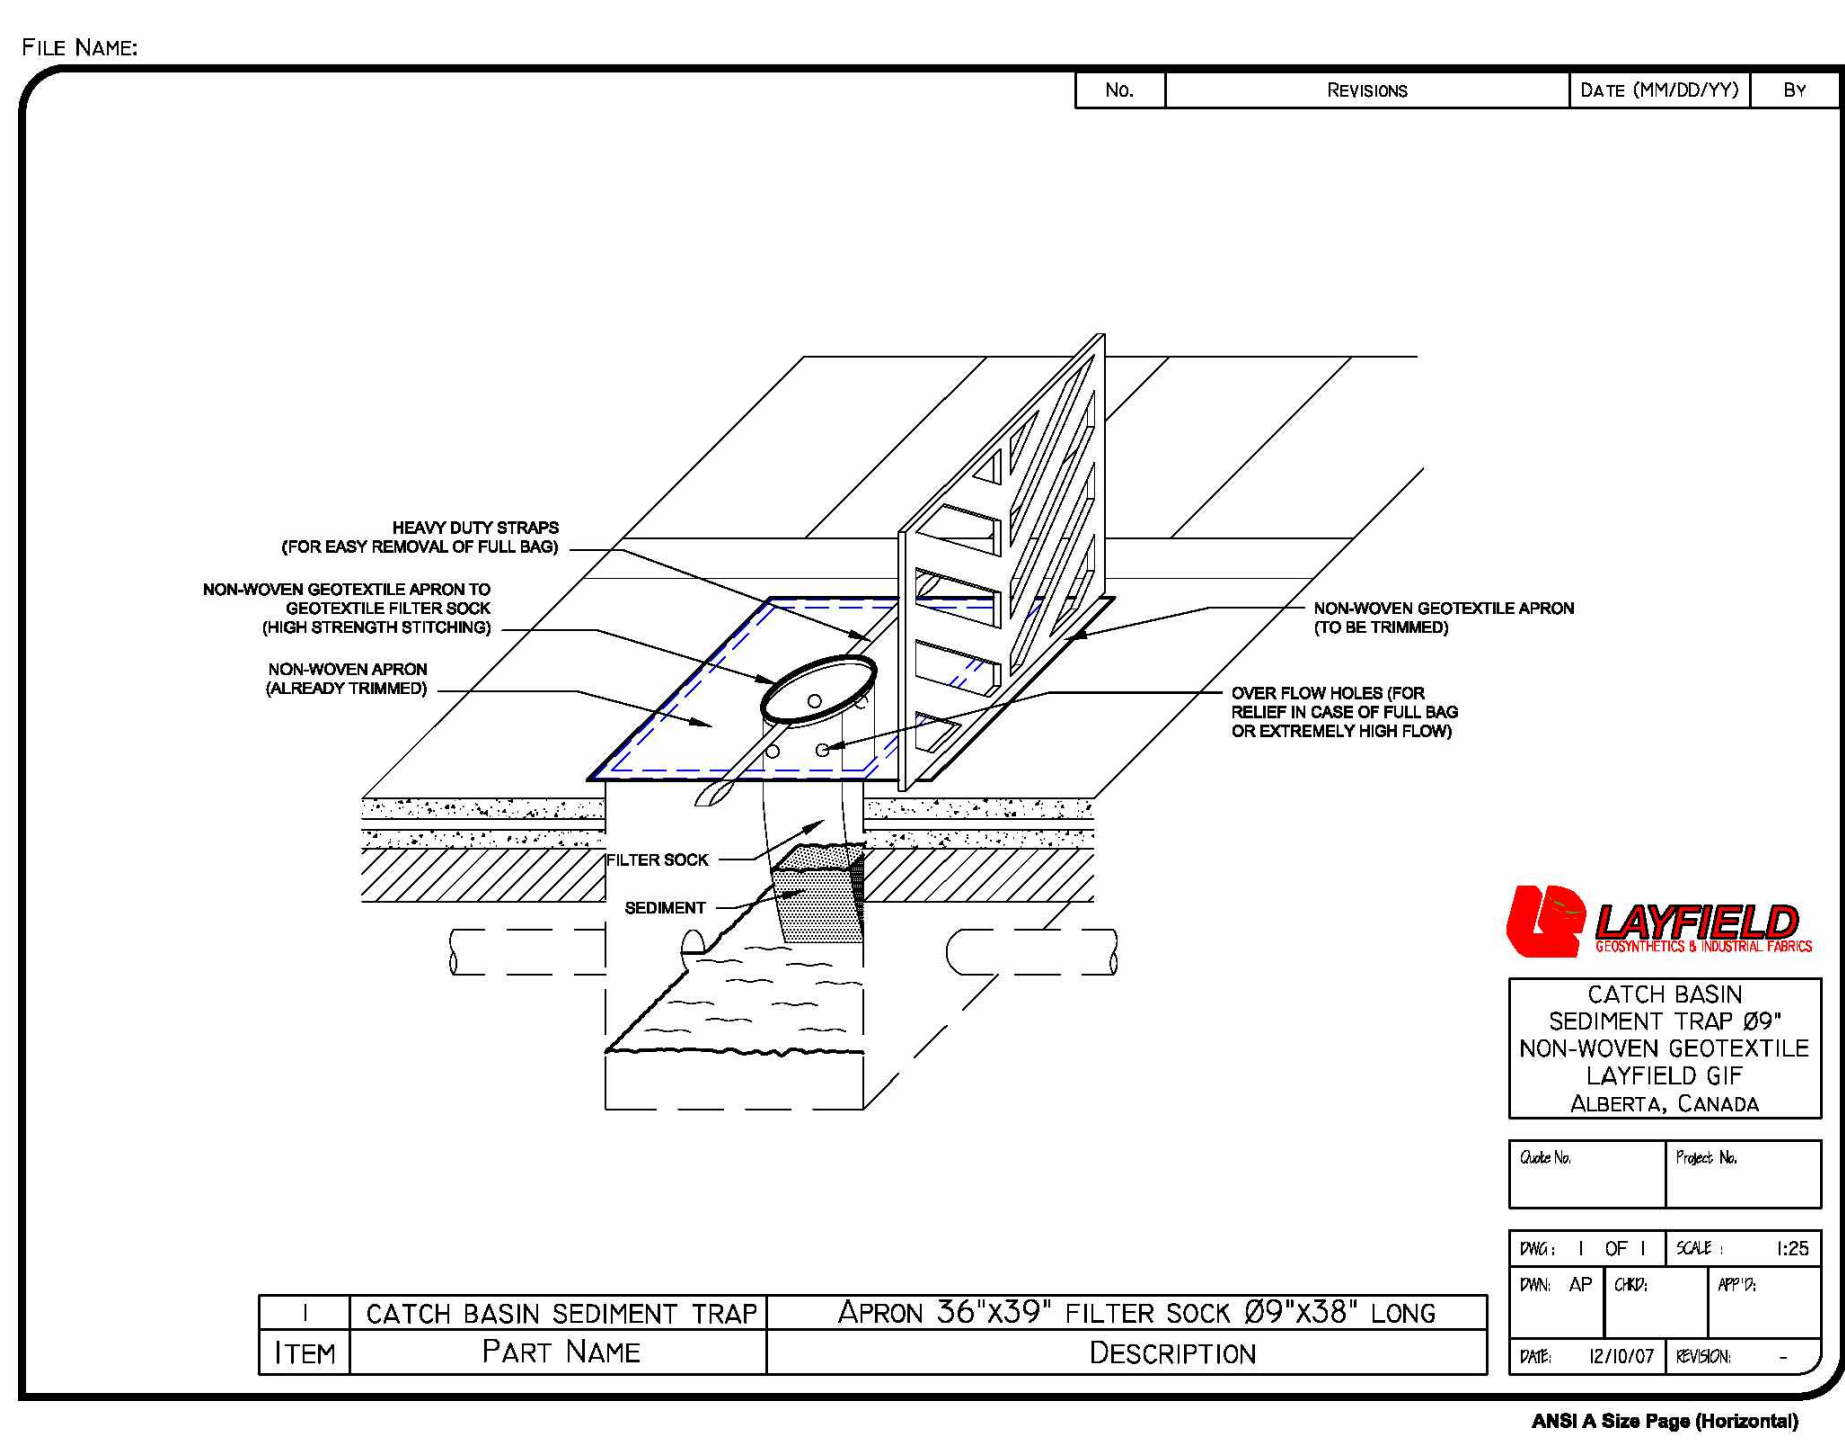 FILE NAME:
NO. REVISIONS DATE (MM/DD/YY) BY
HEAVY DUTY STRAPS
(FOR EASY REMOVAL OF FULL BAG)
NON-WOVEN GEOTEXTILE APRON TO
GEOTEXTILE FILTER SOCK
(HIGH STRENGTH STITCHING)
NON-WOVEN APRON
(ALREADY TRIMMED)
NON-WOVEN GEOTEXTILE APRON
(TO BE TRIMMED)
OVER FLOW HOLES (FOR
RELIEF IN CASE OF FULL BAG
OR EXTREMELY HIGH FLOW)
FILTER SOCK
SEDIMENT
LAYFIELD
GEOSYNTHETICS & INDUSTRIAL FABRICS
CATCH BASIN
SEDIMENT TRAP Ø9"
NON-WOVEN GEOTEXTILE
LAYFIELD GIF
ALBERTA, CANADA
Quote No. Project No.
DWG: 1 OF 1 SCALE: 1:25
DWN: AP CHKD: APP'D:
DATE: 12/10/07 REVISION: -
1 CATCH BASIN SEDIMENT TRAP APRON 36"X39" FILTER SOCK Ø9"X38" LONG
ITEM PART NAME DESCRIPTION
ANSI A Size Page (Horizontal)